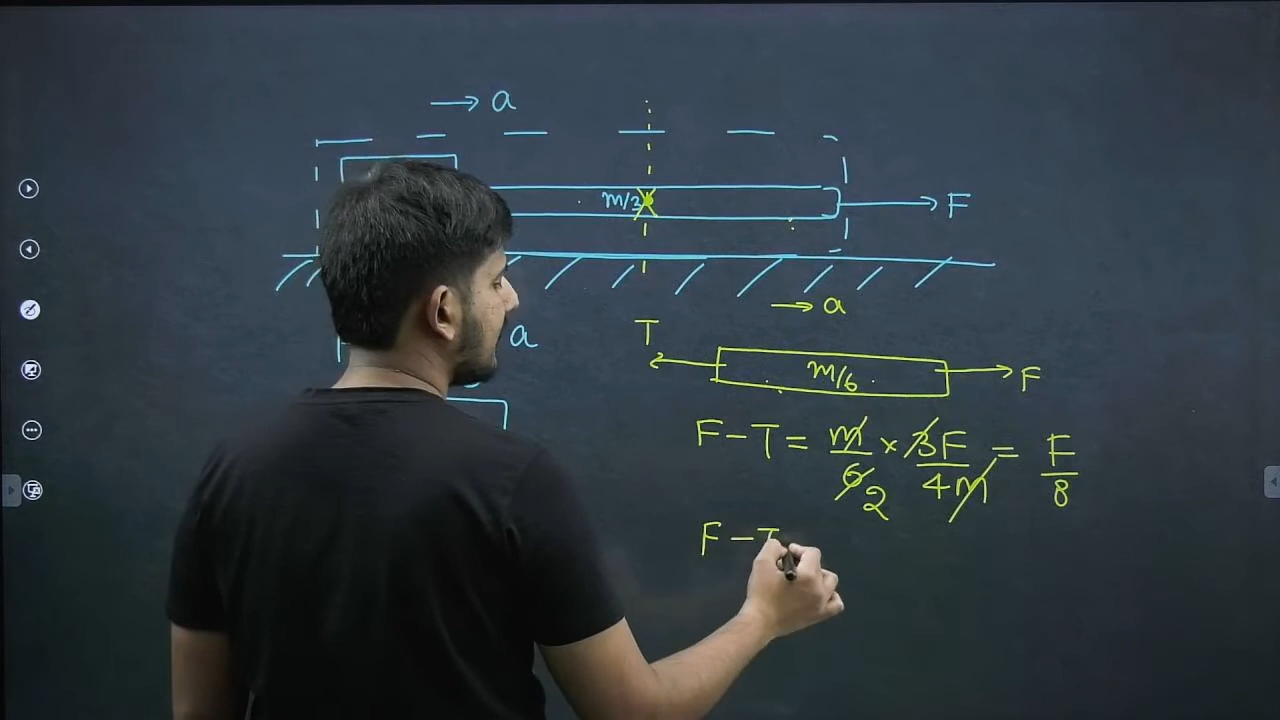 → a
m/3
→ F
→ a
a
T
m/6
F
F - T = m/6 2 × 3F/4m = F/8
F - T